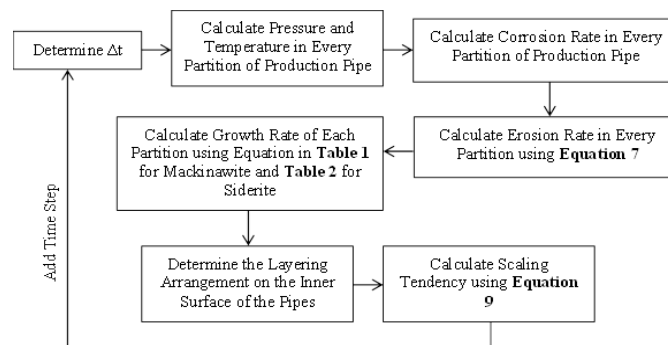 Determine Δt
Calculate Pressure and
Temperature in Every
Partition of Production Pipe
Calculate Corrosion Rate in Every
Partition of Production Pipe
Calculate Erosion Rate in Every
Partition using Equation 7
Calculate Growth Rate of Each
Partition using Equation in Table 1
for Mackinawite and Table 2 for
Siderite
Determine the Layering
Arrangement on the Inner
Surface of the Pipes
Calculate Scaling
Tendency using Equation
9
Add Time Step